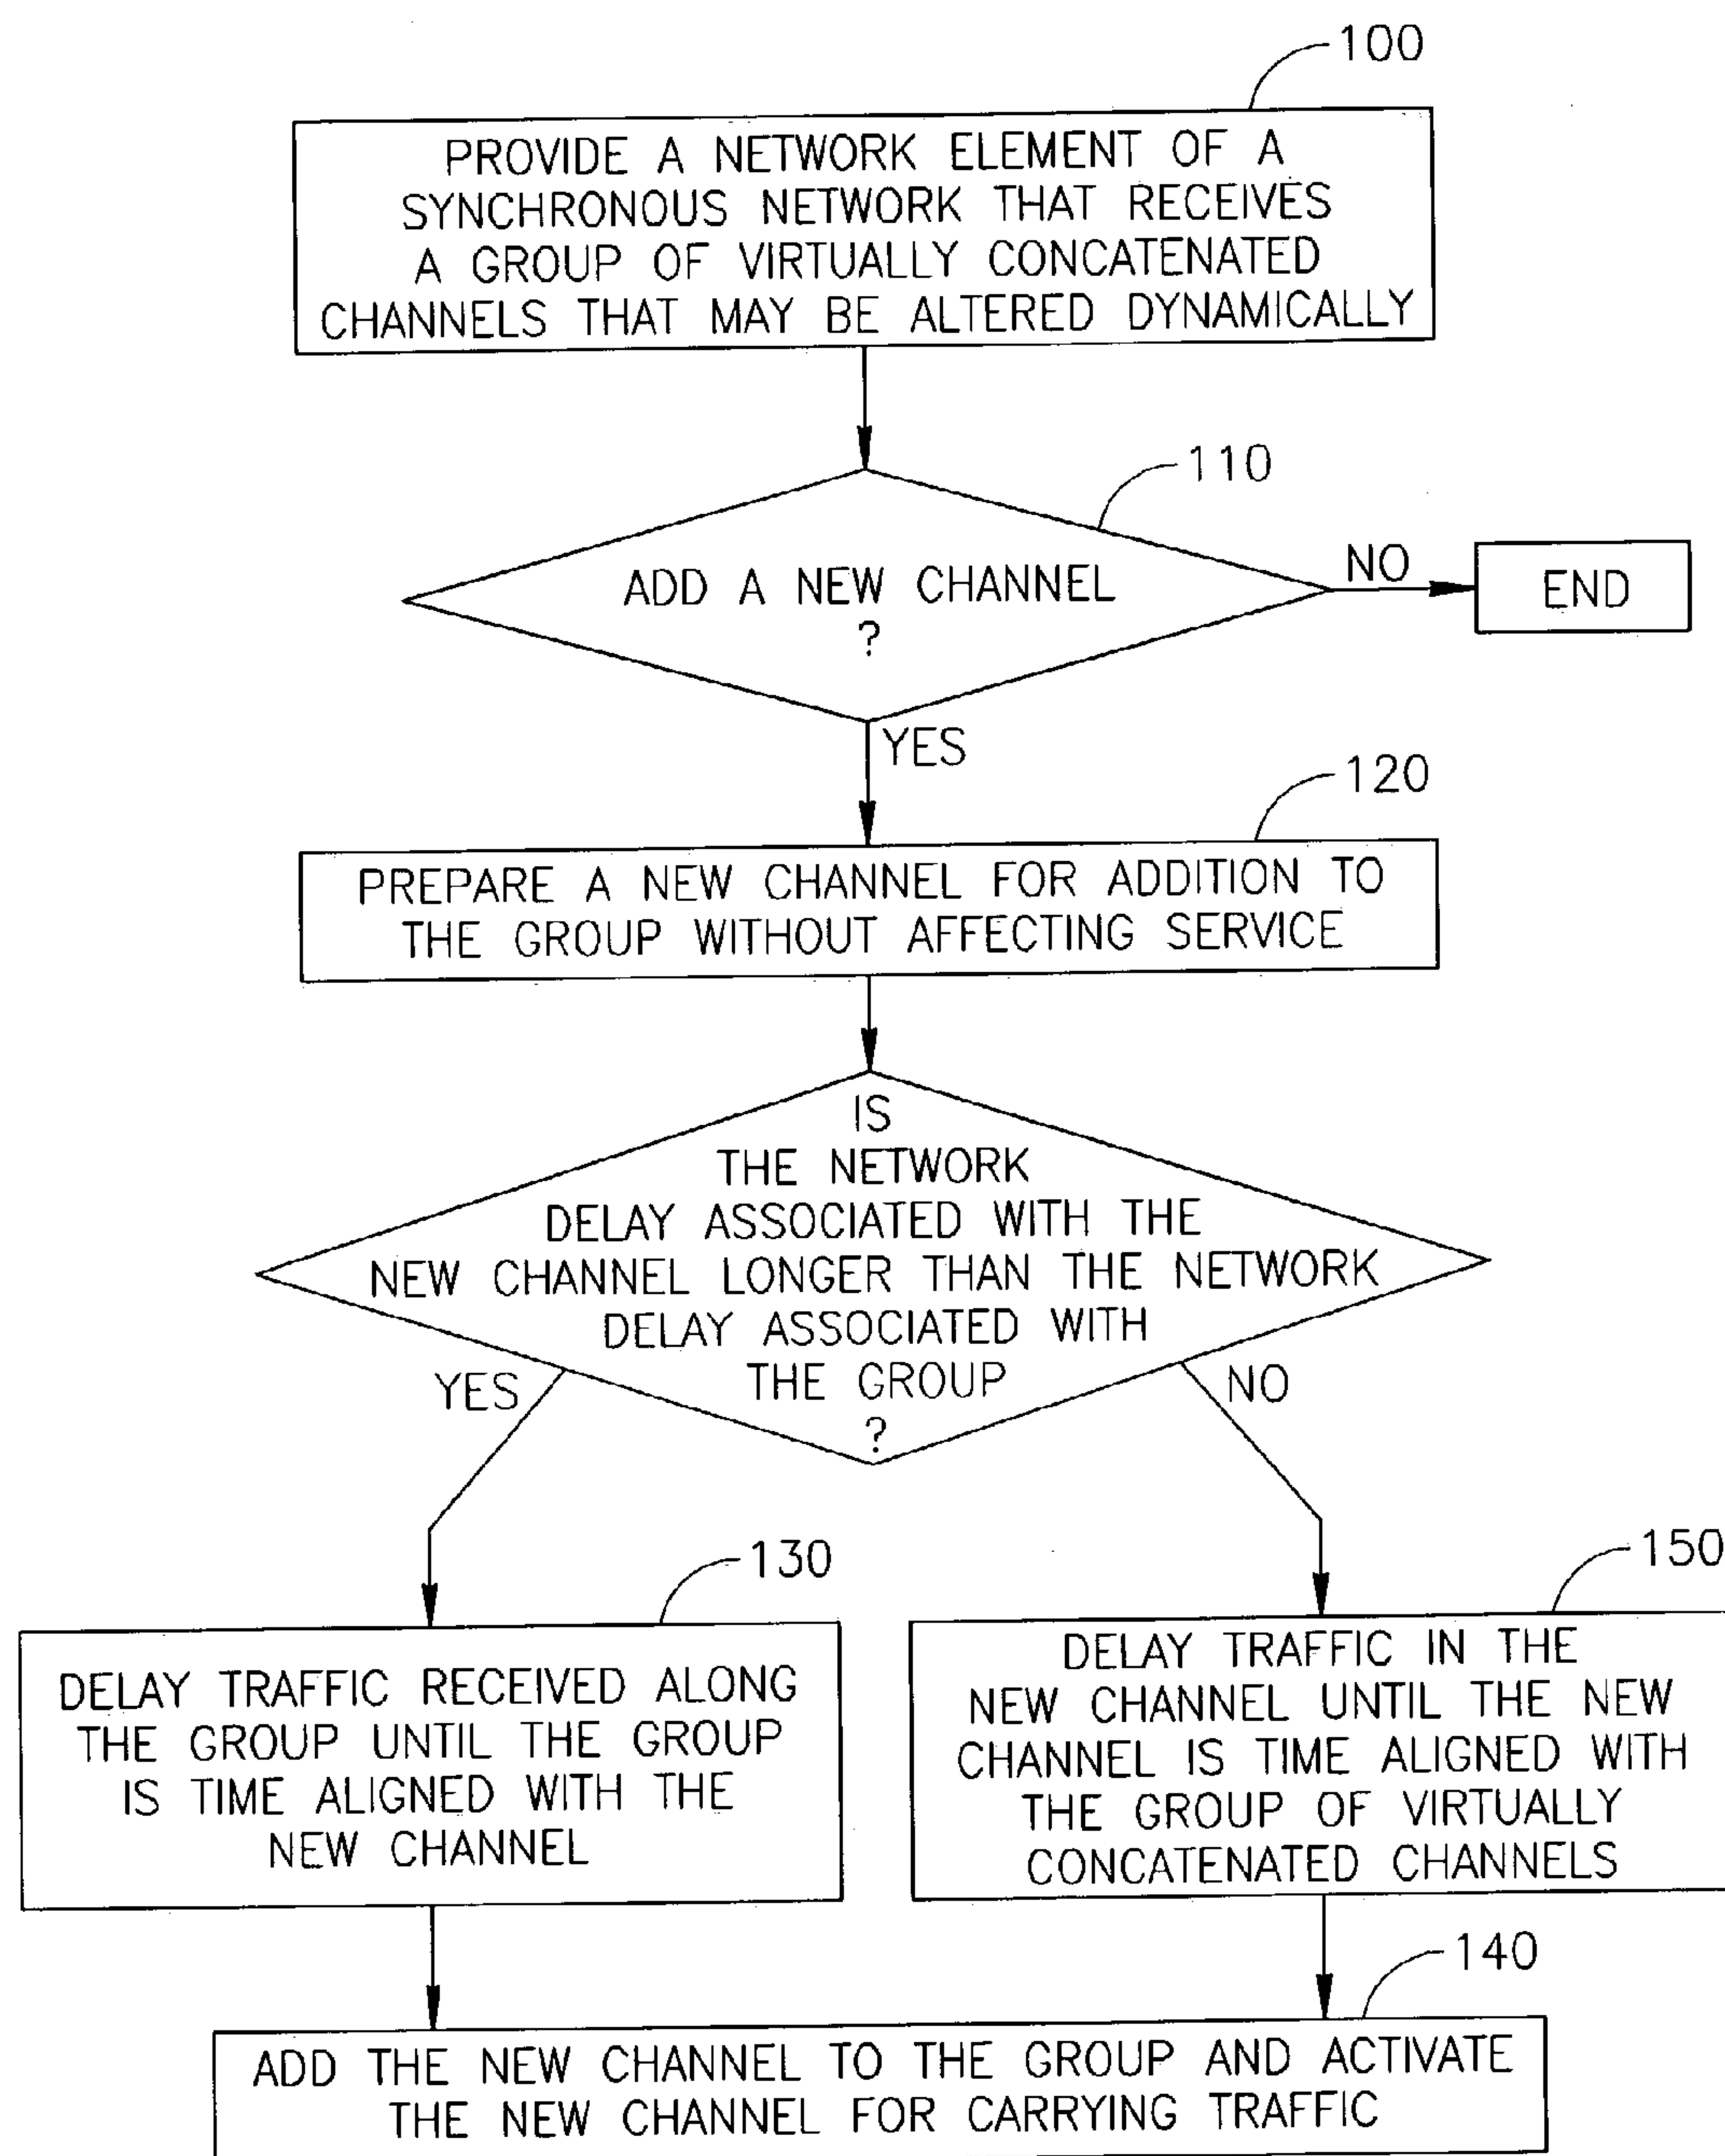 100
PROVIDE A NETWORK ELEMENT OF A
SYNCHRONOUS NETWORK THAT RECEIVES
A GROUP OF VIRTUALLY CONCATENATED
CHANNELS THAT MAY BE ALTERED DYNAMICALLY
110
ADD A NEW CHANNEL
?
NO
END
YES
120
PREPARE A NEW CHANNEL FOR ADDITION TO
THE GROUP WITHOUT AFFECTING SERVICE
IS
THE NETWORK
DELAY ASSOCIATED WITH THE
NEW CHANNEL LONGER THAN THE NETWORK
DELAY ASSOCIATED WITH
THE GROUP
?
YES
NO
130
DELAY TRAFFIC RECEIVED ALONG
THE GROUP UNTIL THE GROUP
IS TIME ALIGNED WITH THE
NEW CHANNEL
150
DELAY TRAFFIC IN THE
NEW CHANNEL UNTIL THE NEW
CHANNEL IS TIME ALIGNED WITH
THE GROUP OF VIRTUALLY
CONCATENATED CHANNELS
140
ADD THE NEW CHANNEL TO THE GROUP AND ACTIVATE
THE NEW CHANNEL FOR CARRYING TRAFFIC